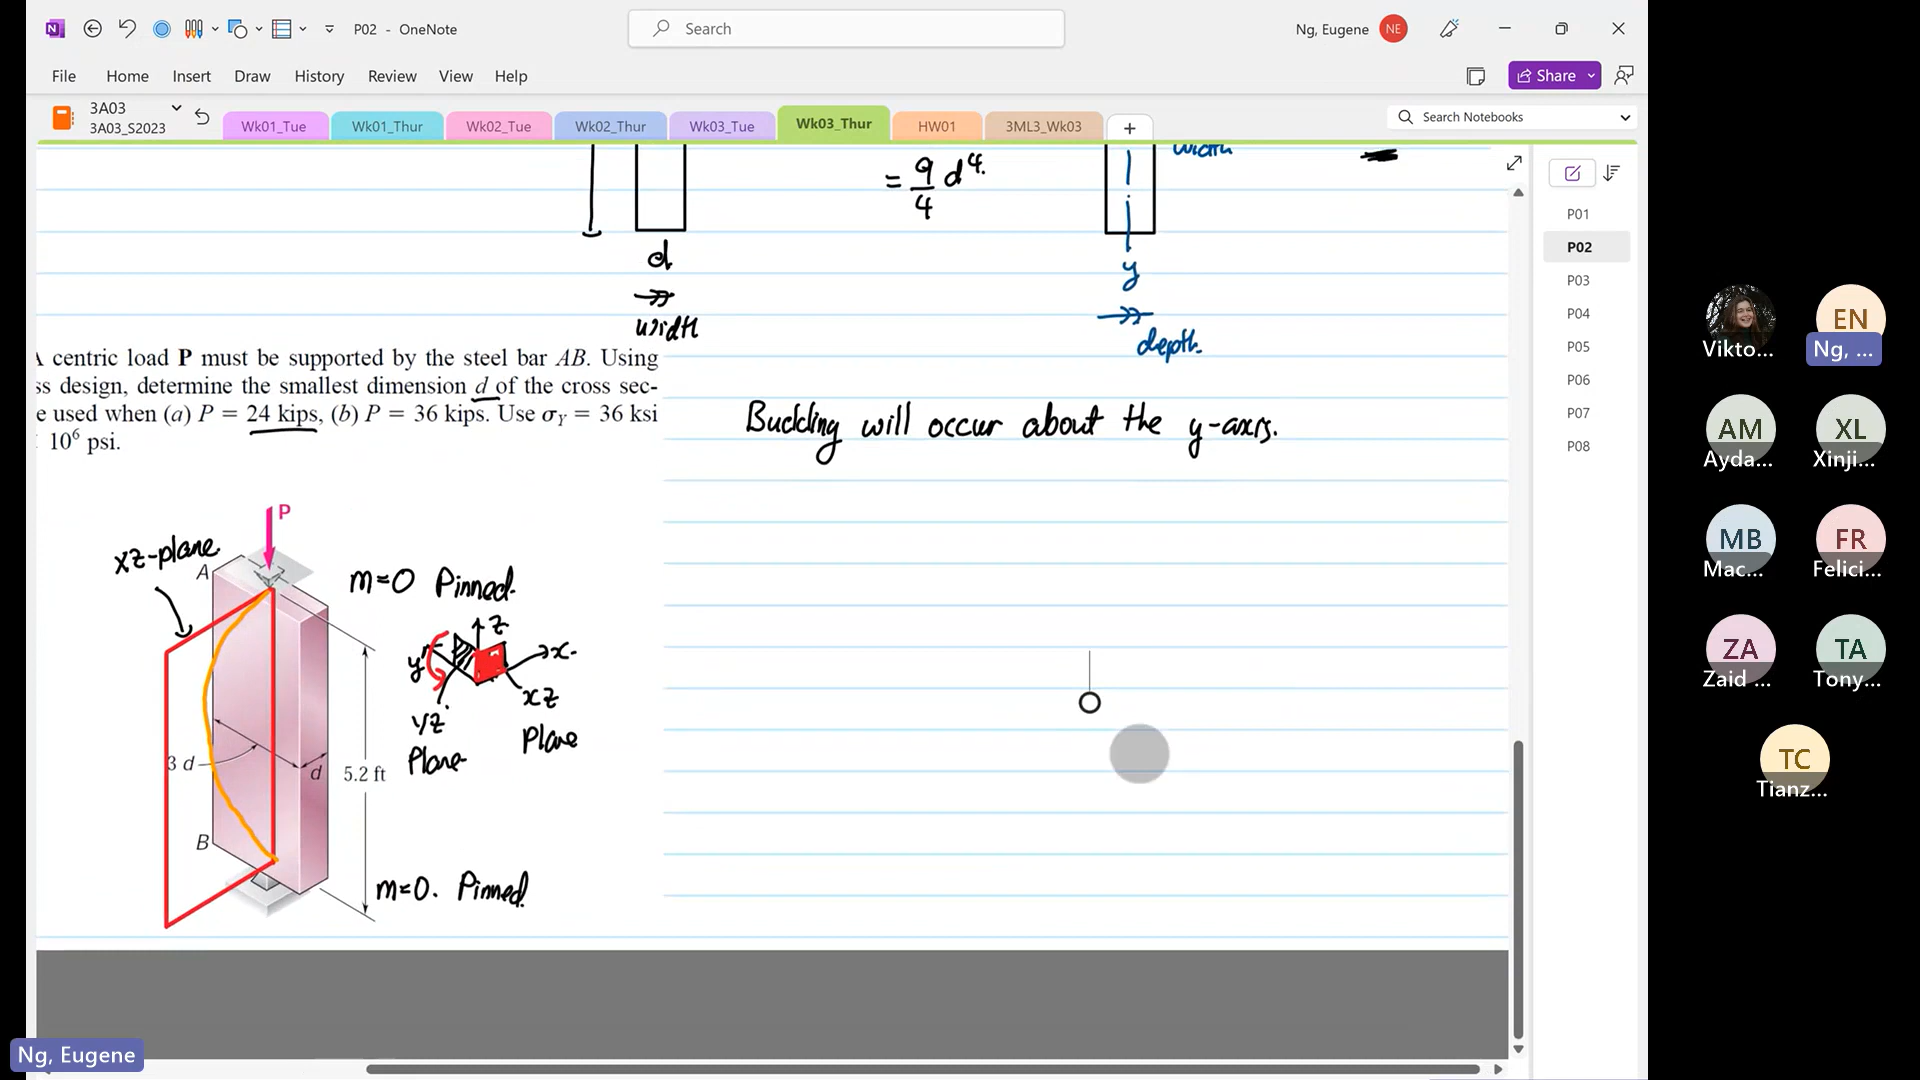 P02 - OneNote
Search
Ng, Eugene
NE
File Home Insert Draw History Review View Help
Share
3A03
3A03_S2023
Wk01_Tue
Wk01_Thur
Wk02_Tue
Wk02_Thur
Wk03_Tue
Wk03_Thur
HW01
3ML3_Wk03
+
Search Notebooks
P01
P02
P03
P04
P05
P06
P07
P08
= 9/4 d⁴.
width
d
width
y
depth.
A centric load P must be supported by the steel bar AB. Using
ss design, determine the smallest dimension d of the cross sec-
e used when (a) P = 24 kips, (b) P = 36 kips. Use σY = 36 ksi
10⁶ psi.
Buckling will occur about the y-axis.
P
xz-plane
A
m=0 Pinned.
z
y
x
xz
Plane
yz
Plane
3 d
d
5.2 ft
B
m=0. Pinned.
Vikto...
EN
Ng, ...
AM
Ayda...
XL
Xinji...
MB
Mac...
FR
Felici...
ZA
Zaid ...
TA
Tony...
TC
Tianz...
Ng, Eugene